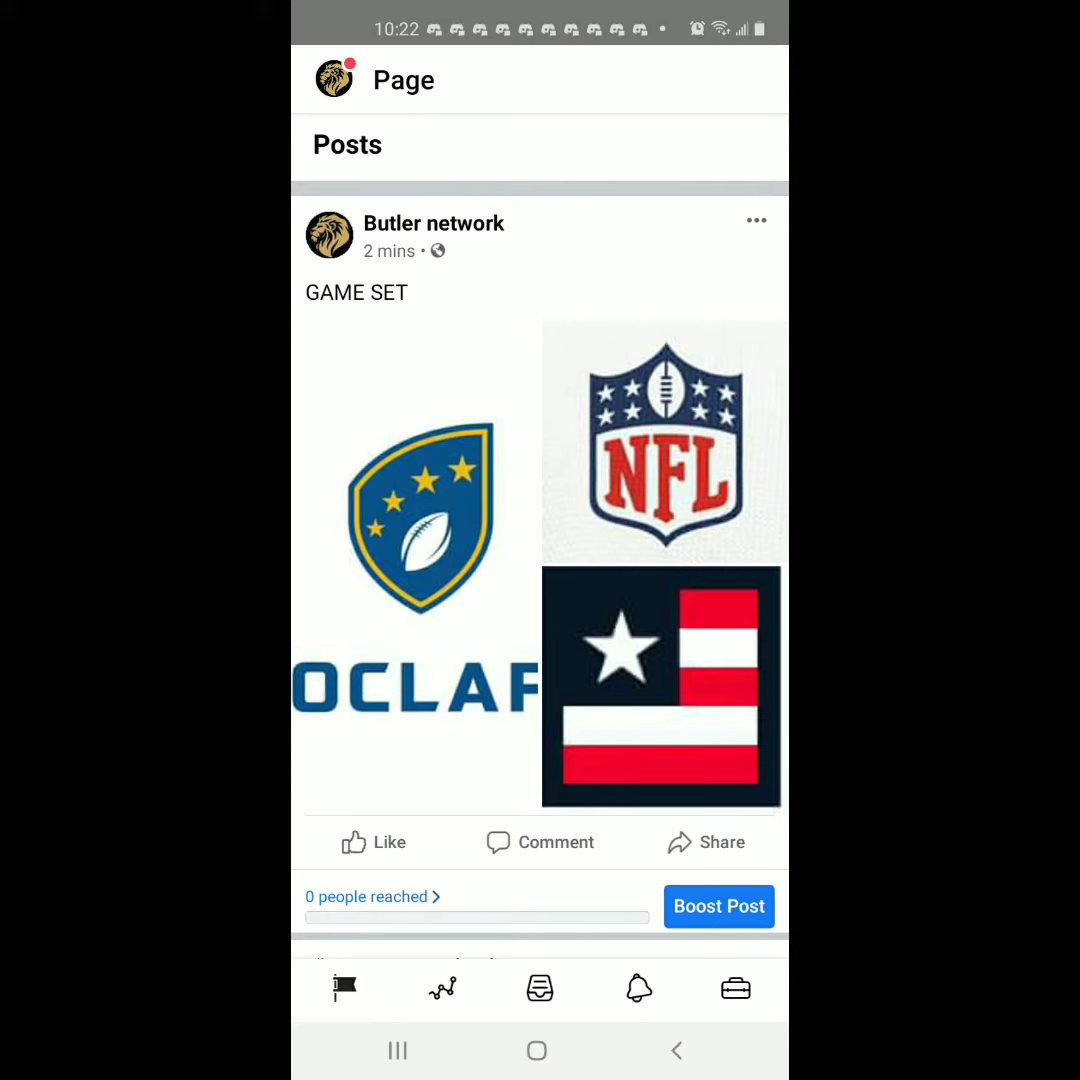 10:22
Page
Posts
Butler network
2 mins •
GAME SET
NFL
OCLAF
Like
Comment
Share
0 people reached
Boost Post